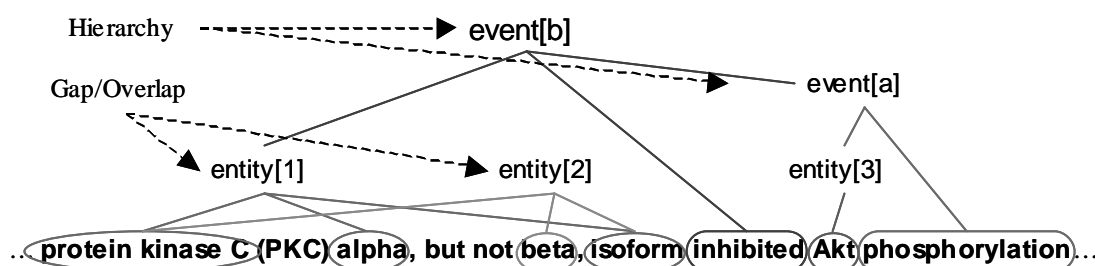 Hierarchy event[b]
event[a]
Gap/Overlap
entity[1] entity[2] entity[3]
… protein kinase C (PKC) alpha, but not beta, isoform inhibited Akt phosphorylation…